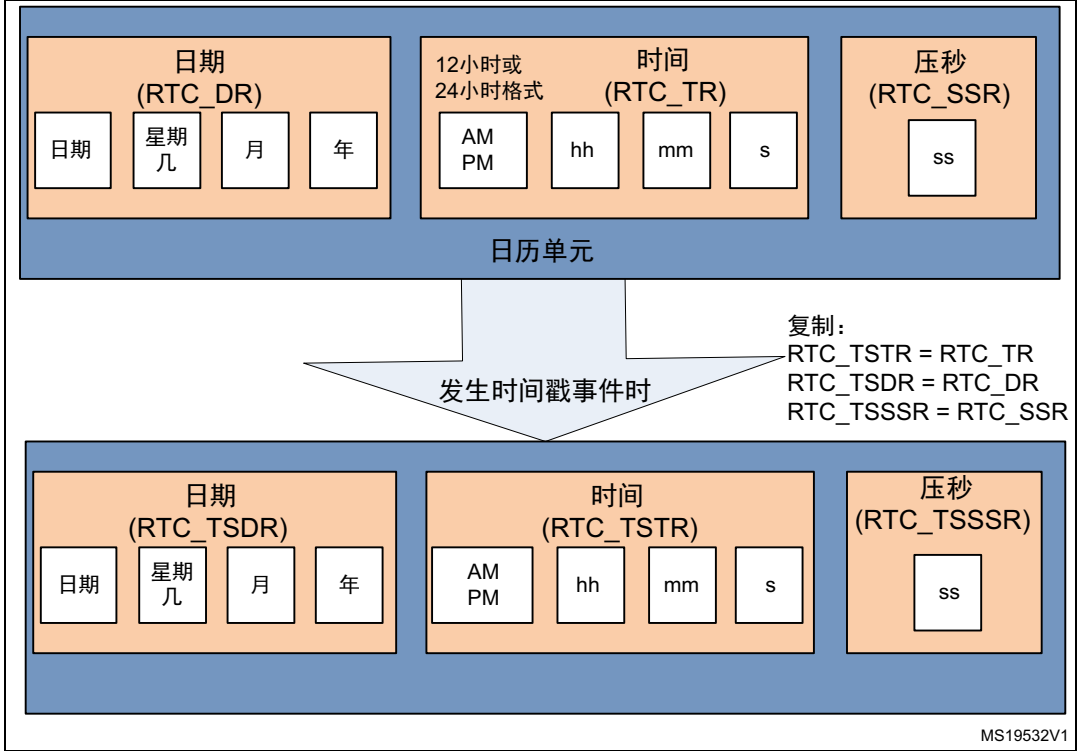 日期
(RTC_DR)
日期
星期
几
月
年
12小时或
24小时格式
时间
(RTC_TR)
AM
PM
hh
mm
s
压秒
(RTC_SSR)
ss
日历单元
发生时间戳事件时
复制：
RTC_TSTR = RTC_TR
RTC_TSDR = RTC_DR
RTC_TSSSR = RTC_SSR
日期
(RTC_TSDR)
日期
星期
几
月
年
时间
(RTC_TSTR)
AM
PM
hh
mm
s
压秒
(RTC_TSSSR)
ss
MS19532V1